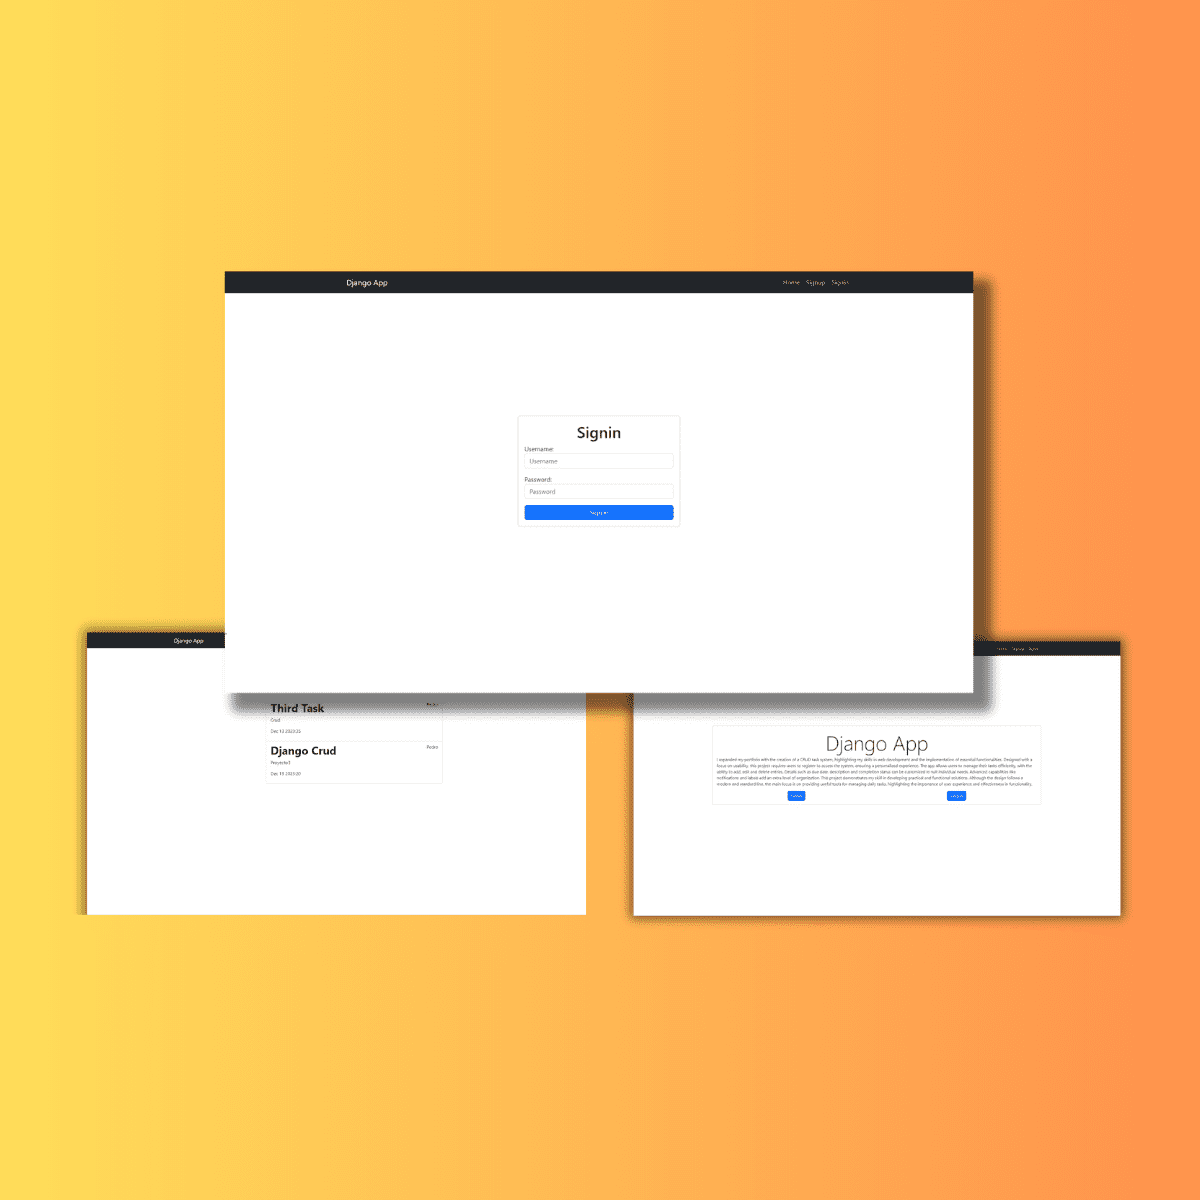 Django App
Home Signup Signin
Signin
Username:
Username
Password:
Password
Signin
Django App
Third Task
Pedro
Crud
Dec 13 2023
Django Crud
Pedro
Dec 13 2023
Signup
Django App
I expanded my portfolio with the creation of a CRUD task system, highlighting my skills in web development and the implementation of essential functionalities. Designed with a
focus on usability, this project requires users to register to access the system, ensuring a personalized experience. The app allows users to manage their tasks efficiently, with the
ability to add, edit and delete entries. Details such as due date, description and completion status can be customized to suit individual needs. Advanced capabilities like
notifications and labels add an extra level of organization. This project demonstrates my skill in developing practical and functional solutions. Although the design follows a
modern and standard line, the main focus is on providing useful tools for managing daily tasks, highlighting the importance of user experience and effectiveness in functionality.